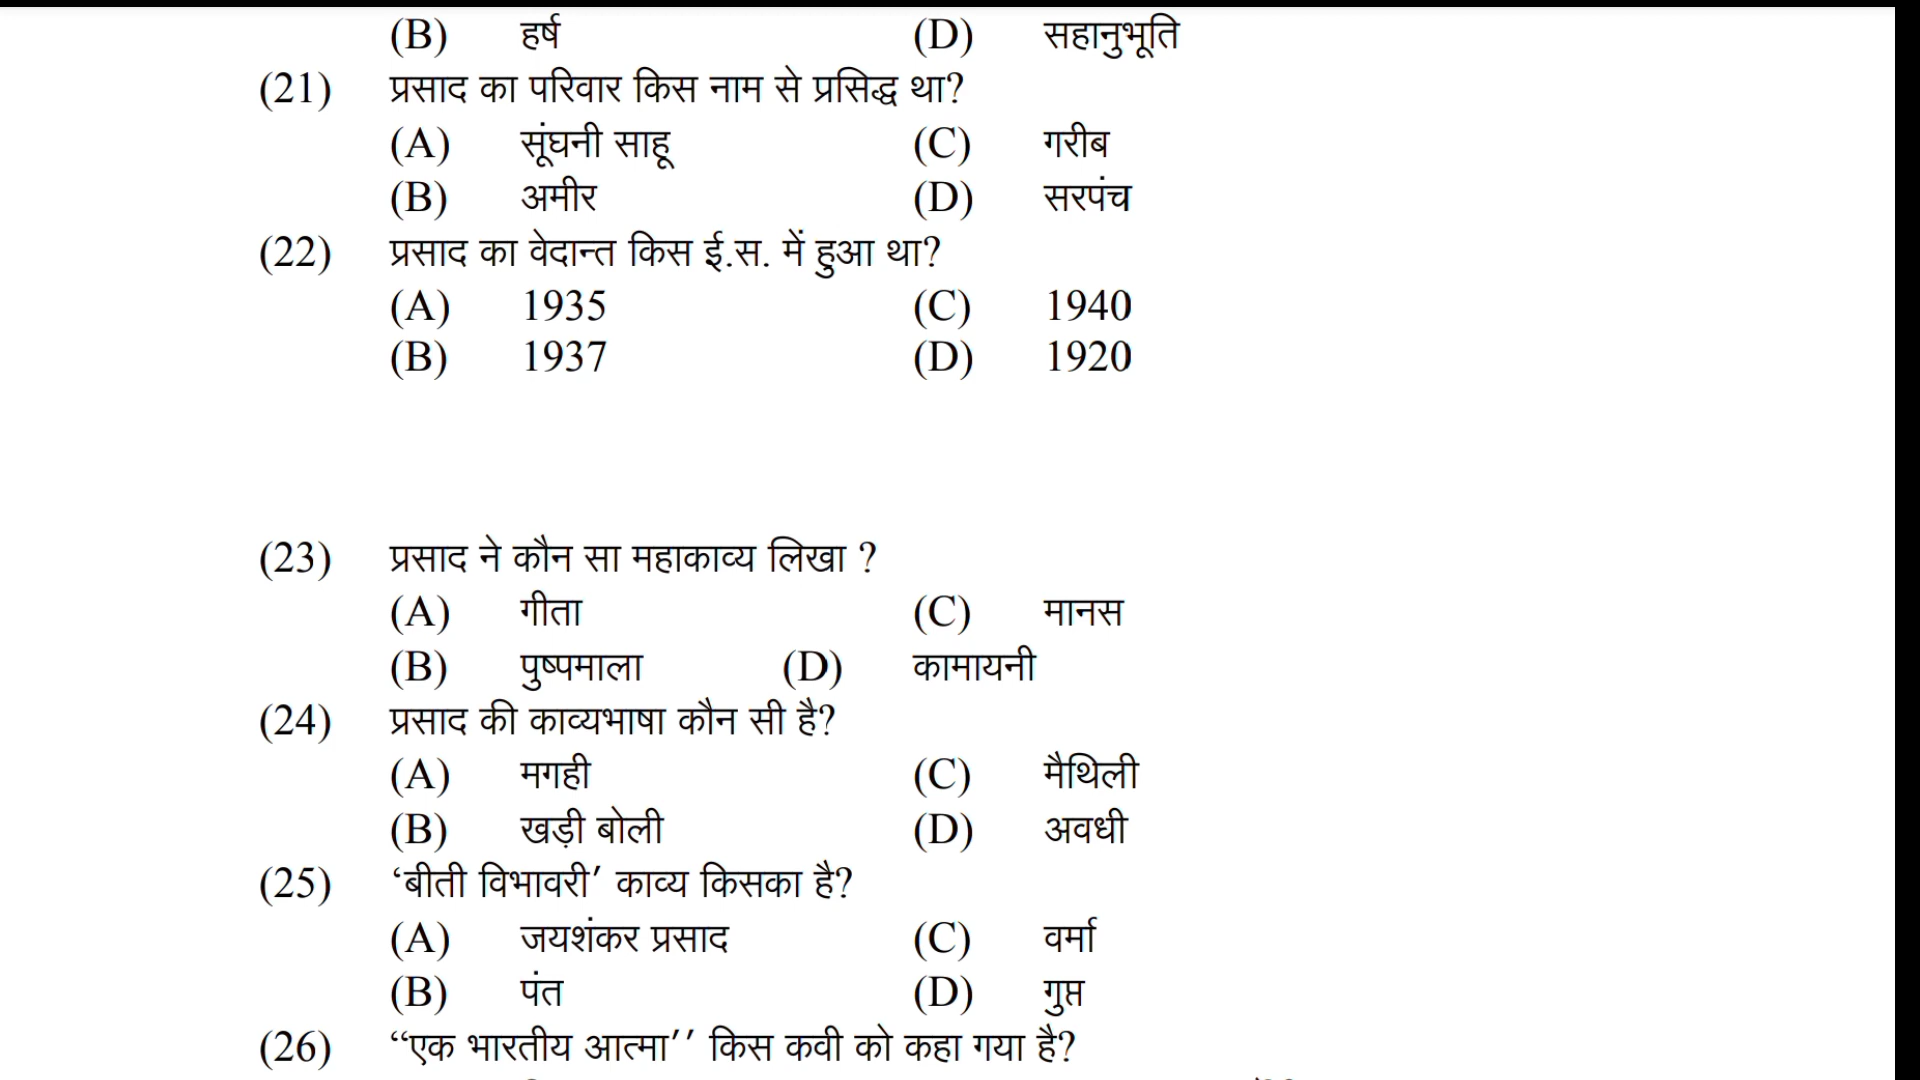 (B) हर्ष (D) सहानुभूति
(21) प्रसाद का परिवार किस नाम से प्रसिद्ध था?
(A) सूंघनी साहू (C) गरीब
(B) अमीर (D) सरपंच
(22) प्रसाद का वेदान्त किस ई.स. में हुआ था?
(A) 1935 (C) 1940
(B) 1937 (D) 1920
(23) प्रसाद ने कौन सा महाकाव्य लिखा ?
(A) गीता (C) मानस
(B) पुष्पमाला (D) कामायनी
(24) प्रसाद की काव्यभाषा कौन सी है?
(A) मगही (C) मैथिली
(B) खड़ी बोली (D) अवधी
(25) ‘बीती विभावरी’ काव्य किसका है?
(A) जयशंकर प्रसाद (C) वर्मा
(B) पंत (D) गुप्त
(26) “एक भारतीय आत्मा’’ किस कवी को कहा गया है?